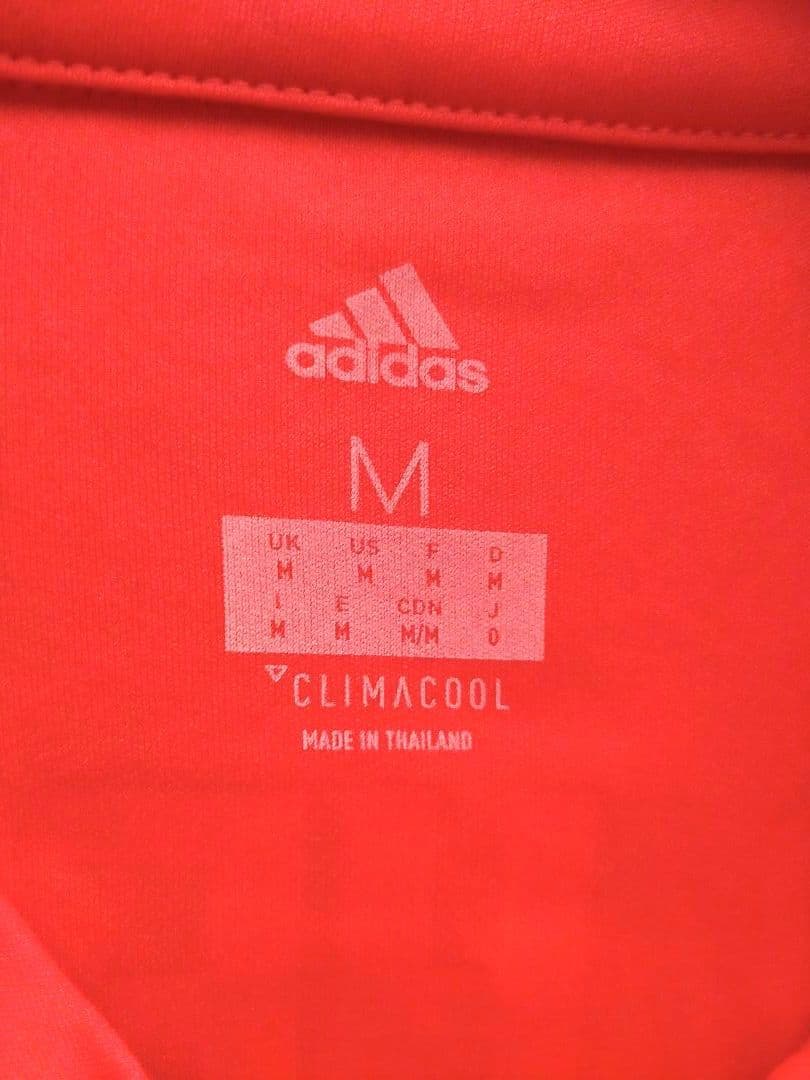 adidas
M
UK US F D
M M M M
I E CDN J
M M M/M O
CLIMACOOL
MADE IN THAILAND